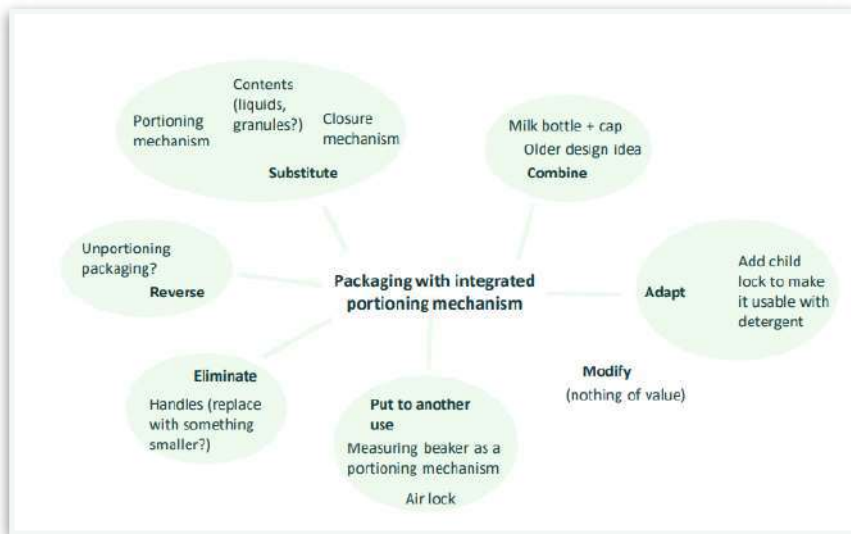 Contents
(liquids,
granules?)
Portioning
mechanism
Closure
mechanism
Substitute
Milk bottle + cap
Older design idea
Combine
Unportioning
packaging?
Reverse
Packaging with integrated
portioning mechanism
Adapt
Add child
lock to make
it usable with
detergent
Eliminate
Handles (replace
with something
smaller?)
Put to another
use
Measuring beaker as a
portioning mechanism
Air lock
Modify
(nothing of value)